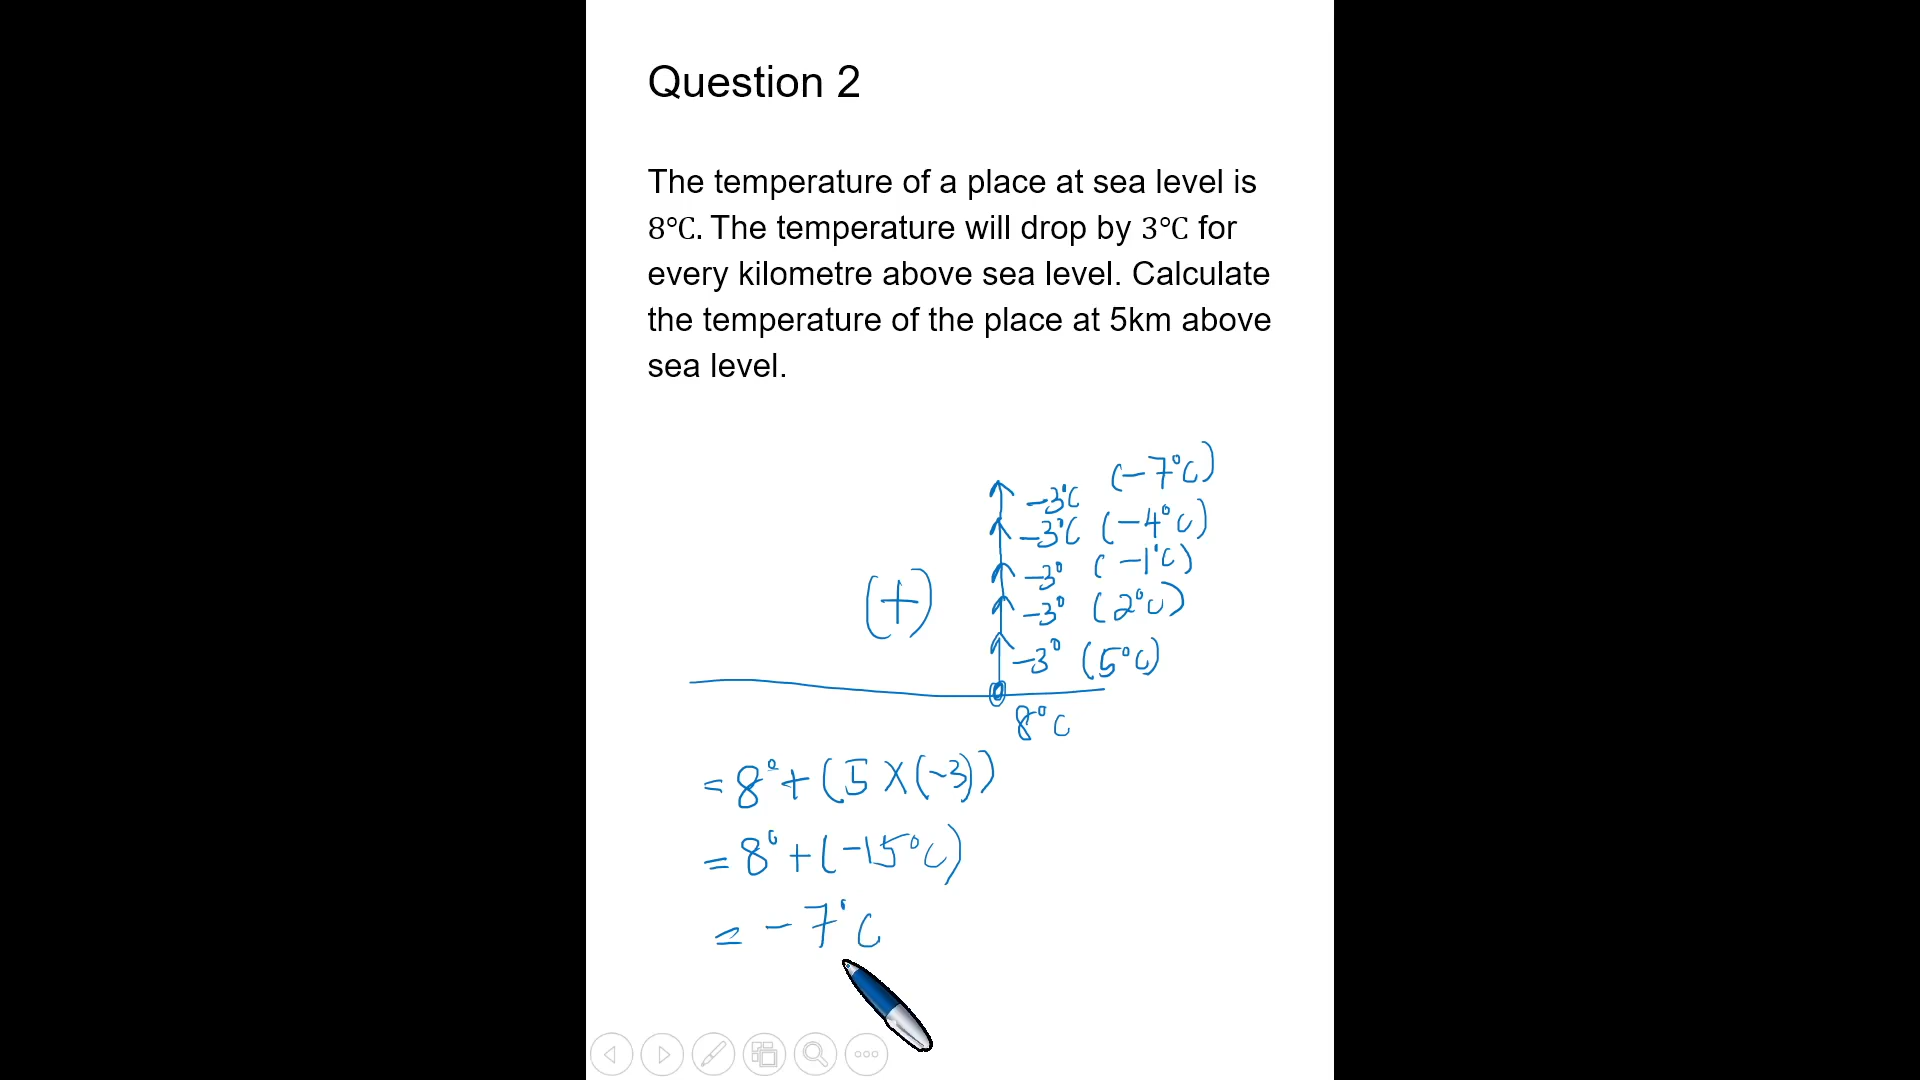 Question 2
The temperature of a place at sea level is
8°C. The temperature will drop by 3°C for
every kilometre above sea level. Calculate
the temperature of the place at 5km above
sea level.
(-7°C)
-3°C
-3°C (-4°C)
-3° (-1°C)
(+)
-3° (2°C)
-3° (5°C)
8°C
= 8° + (5 × (-3))
= 8° + (-15°C)
= -7°C